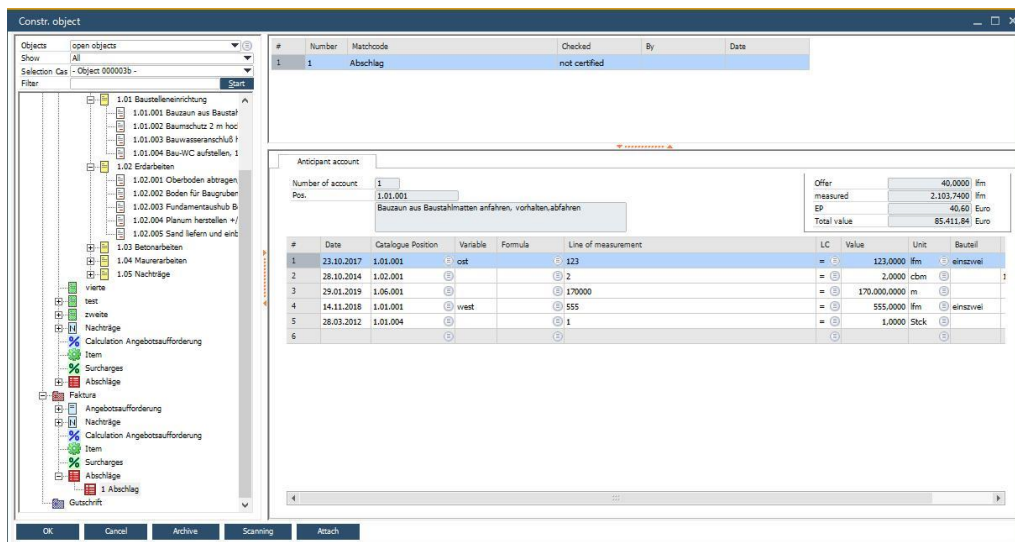 Constr. object
Objects open objects
Show All
Selection Cas - Object 000003b -
Filter Start
1.01 Baustelleneinrichtung
1.01.001 Bauzaun aus Baustah
1.01.002 Baumschutz 2 m hoc
1.01.003 Bauwasseranschluß h
1.01.004 Bau-WC aufstellen, 1
1.02 Erdarbeiten
1.02.001 Oberboden abtragen,
1.02.002 Boden für Baugruben
1.02.003 Fundamentaushub B
1.02.004 Planum herstellen +/
1.02.005 Sand liefern und einb
1.03 Betonarbeiten
1.04 Maurerarbeiten
1.05 Nachträge
vierte
test
zweite
N Nachträge
% Calculation Angebotsaufforderung
Item
% Surcharges
Abschläge
Faktura
Angebotsaufforderung
N Nachträge
% Calculation Angebotsaufforderung
Item
% Surcharges
Abschläge
1 Abschlag
Gutschrift
# Number Matchcode Checked By Date
1 1 Abschlag not certified
Anticipant account
Number of account 1
Pos. 1.01.001
Bauzaun aus Baustahlmatten anfahren, vorhalten,abfahren
Offer 40,0000 lfm
measured 2.103,7400 lfm
EP 40,60 Euro
Total value 85.411,84 Euro
# Date Catalogue Position Variable Formula Line of measurement LC Value Unit Bauteil
1 23.10.2017 1.01.001 ost 123 = 123,0000 lfm einszwei
2 28.10.2014 1.02.001 2 = 2,0000 cbm
3 29.01.2019 1.06.001 170000 = 170.000,0000 m
4 14.11.2018 1.01.001 west 555 = 555,0000 lfm einszwei
5 28.03.2012 1.01.004 1 = 1,0000 Stck
6
OK Cancel Archive Scanning Attach